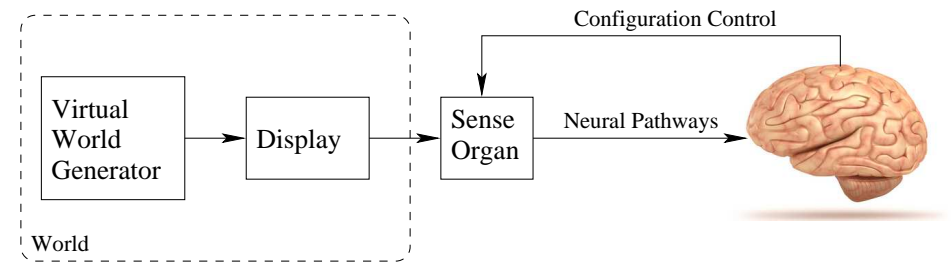 Configuration Control
Virtual
World
Generator
Display
Sense
Organ
Neural Pathways
World